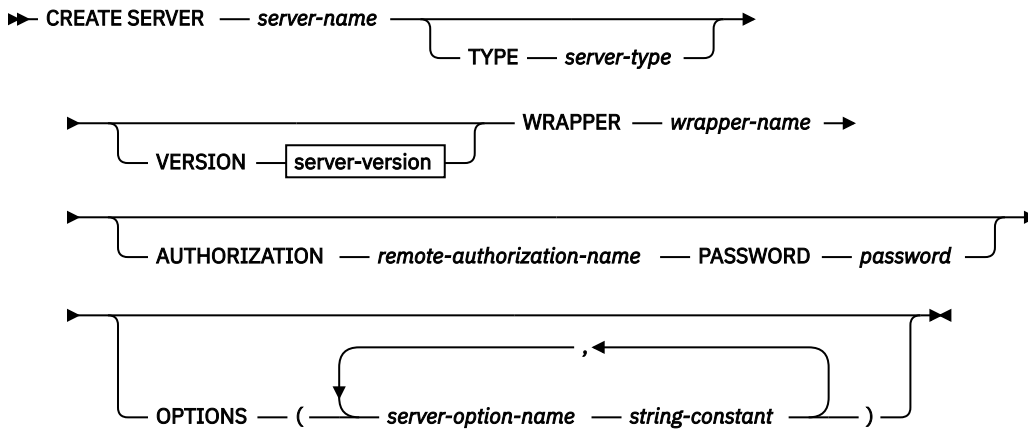 CREATE SERVER server-name
TYPE server-type
WRAPPER wrapper-name
VERSION server-version
AUTHORIZATION remote-authorization-name PASSWORD password
,
OPTIONS ( server-option-name string-constant )